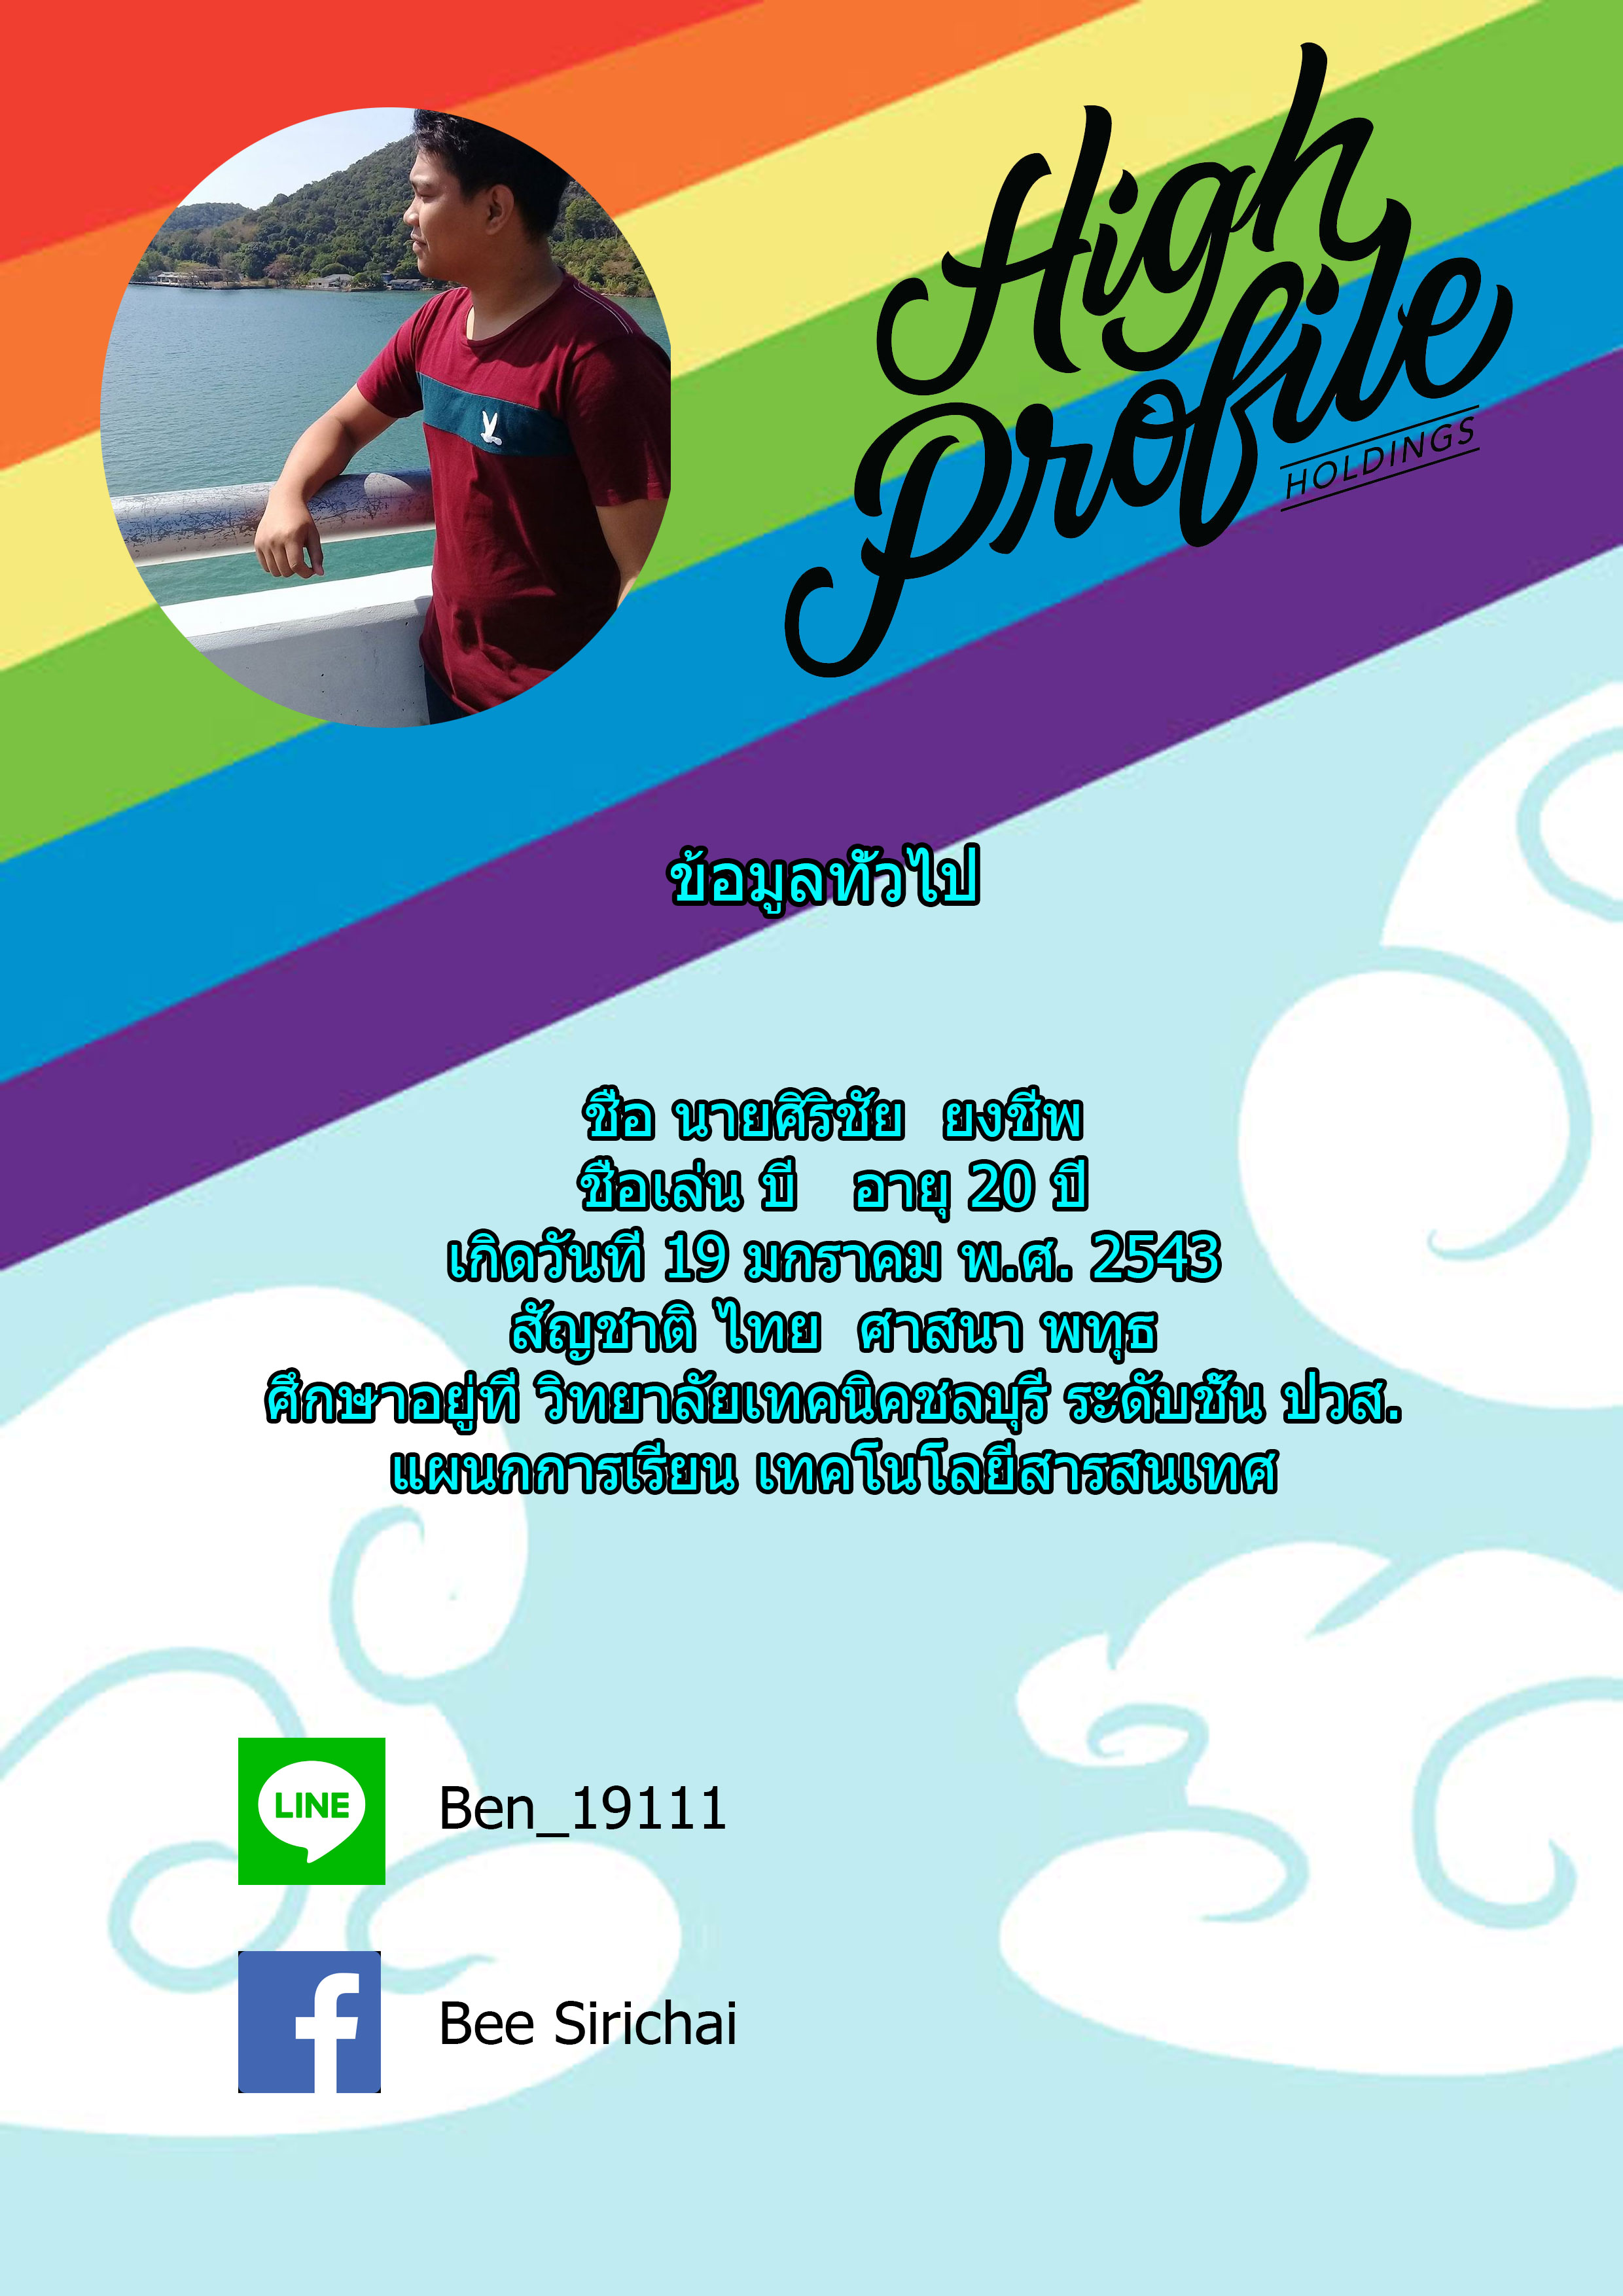 High
Profile
HOLDINGS
ข้อมูลทั่วไป
ชื่อ นายศิริชัย ยงชีพ
ชื่อเล่น บี อายุ 20 ปี
เกิดวันที่ 19 มกราคม พ.ศ. 2543
สัญชาติ ไทย ศาสนา พทุธ
ศึกษาอยู่ที่ วิทยาลัยเทคนิคชลบุรี ระดับชั้น ปวส.
แผนกการเรียน เทคโนโลยีสารสนเทศ
LINE
Ben_19111
f
Bee Sirichai